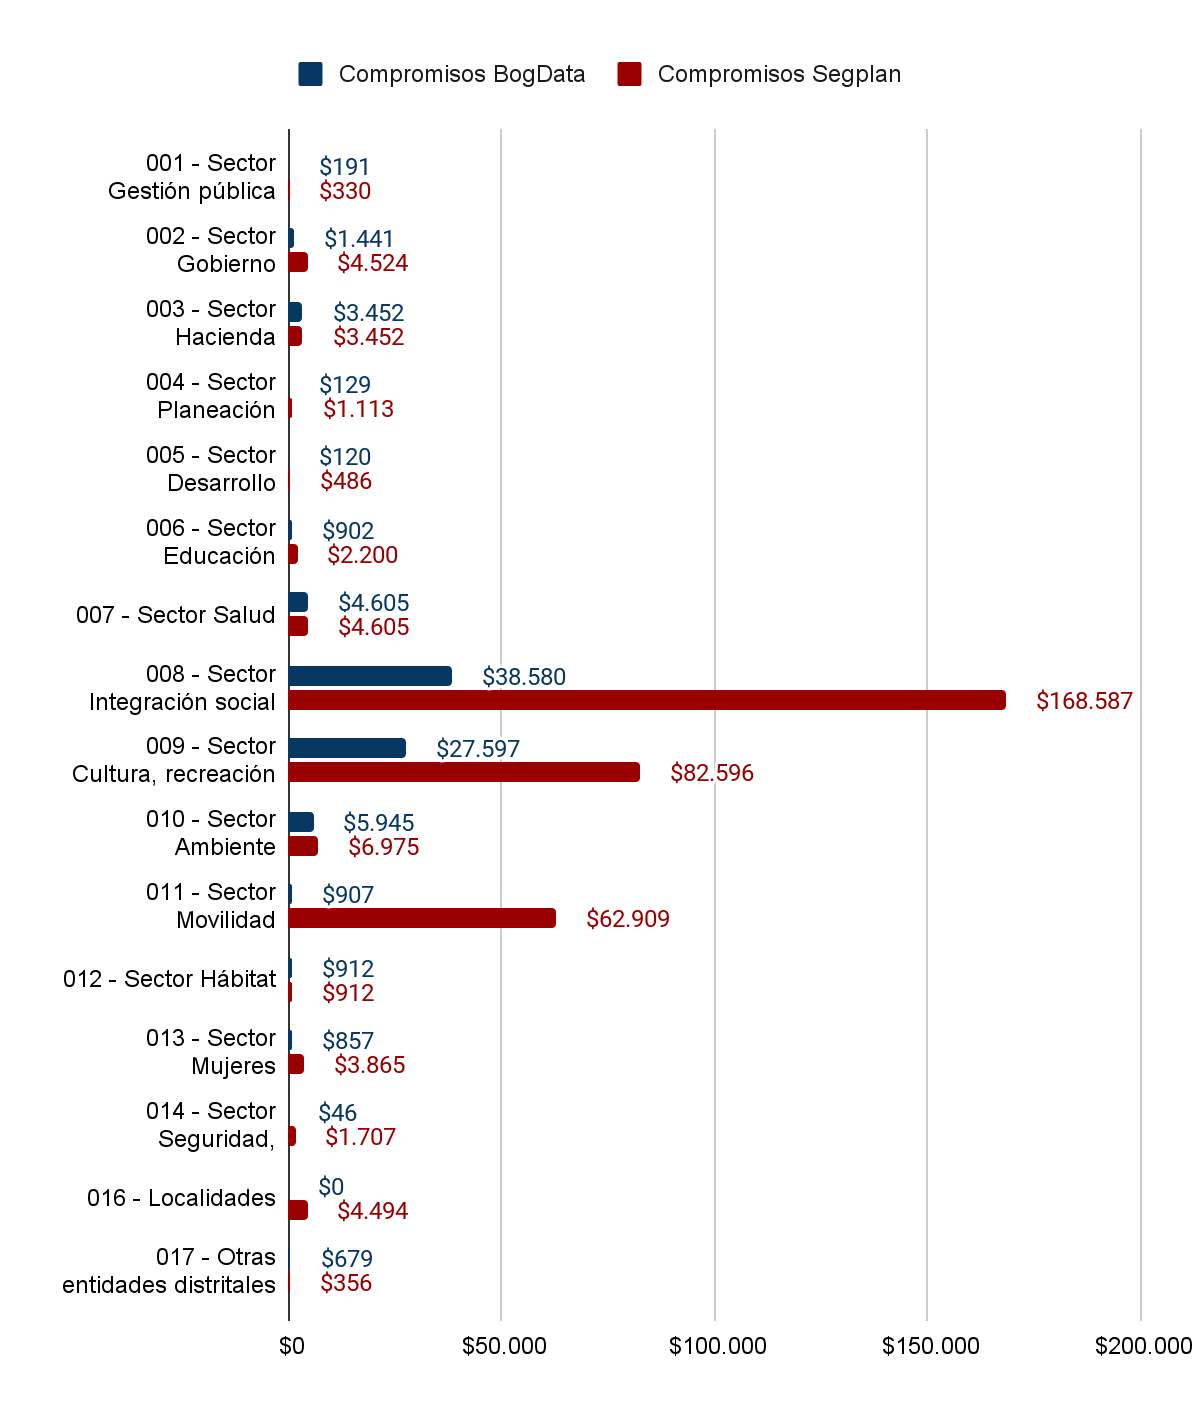 Compromisos BogData
Compromisos Segplan
001 - Sector
Gestión pública
$191
$330
002 - Sector
Gobierno
$1.441
$4.524
003 - Sector
Hacienda
$3.452
$3.452
004 - Sector
Planeación
$129
$1.113
005 - Sector
Desarrollo
$120
$486
006 - Sector
Educación
$902
$2.200
007 - Sector Salud
$4.605
$4.605
008 - Sector
Integración social
$38.580
$168.587
009 - Sector
Cultura, recreación
$27.597
$82.596
010 - Sector
Ambiente
$5.945
$6.975
011 - Sector
Movilidad
$907
$62.909
012 - Sector Hábitat
$912
$912
013 - Sector
Mujeres
$857
$3.865
014 - Sector
Seguridad,
$46
$1.707
016 - Localidades
$0
$4.494
017 - Otras
entidades distritales
$679
$356
$0
$50.000
$100.000
$150.000
$200.000